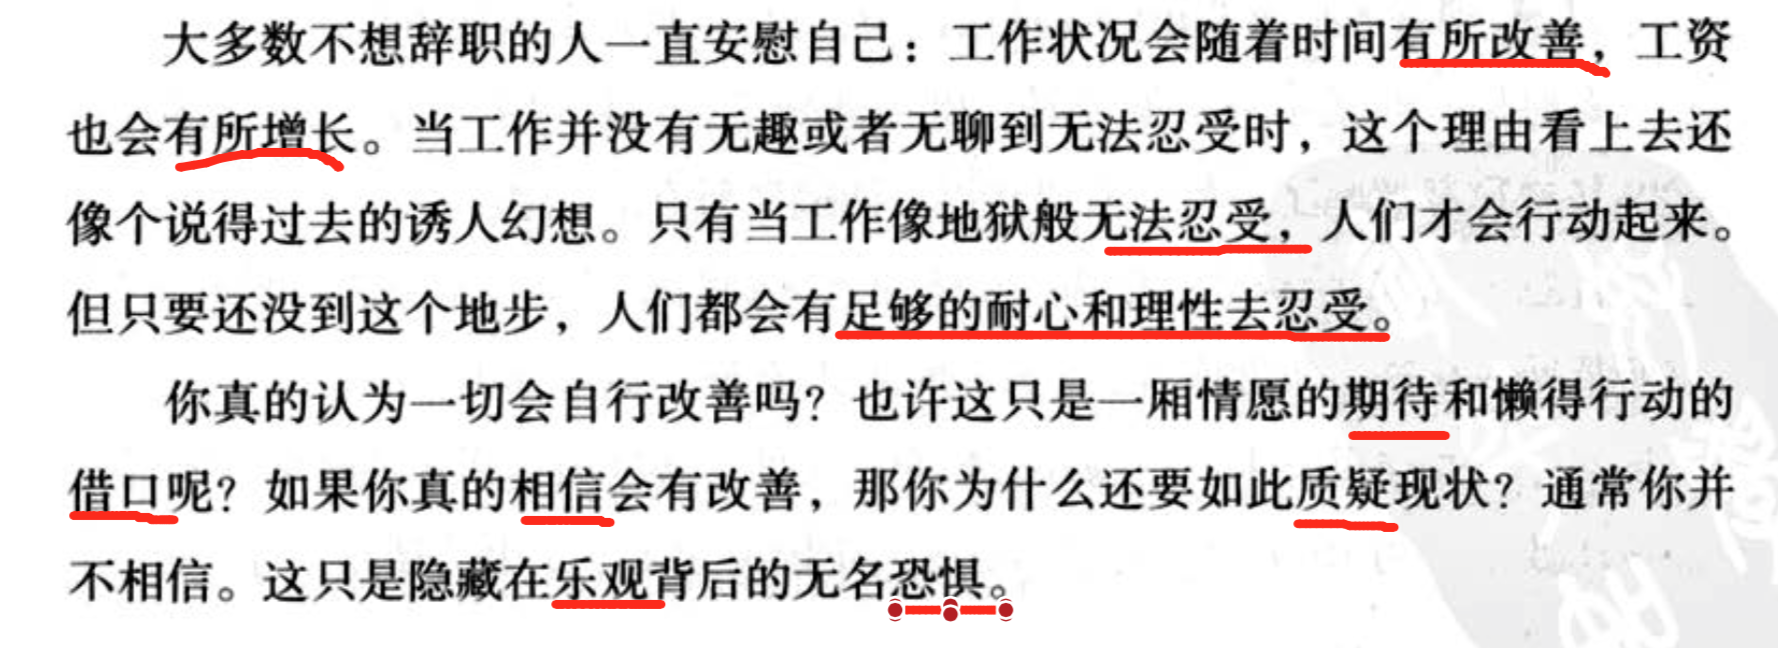 大多数不想辞职的人一直安慰自己：工作状况会随着时间有所改善，工资
也会有所增长。当工作并没有无趣或者无聊到无法忍受时，这个理由看上去还
像个说得过去的诱人幻想。只有当工作像地狱般无法忍受，人们才会行动起来。
但只要还没到这个地步，人们都会有足够的耐心和理性去忍受。
你真的认为一切会自行改善吗？也许这只是一厢情愿的期待和懒得行动的
借口呢？如果你真的相信会有改善，那你为什么还要如此质疑现状？通常你并
不相信。这只是隐藏在乐观背后的无名恐惧。